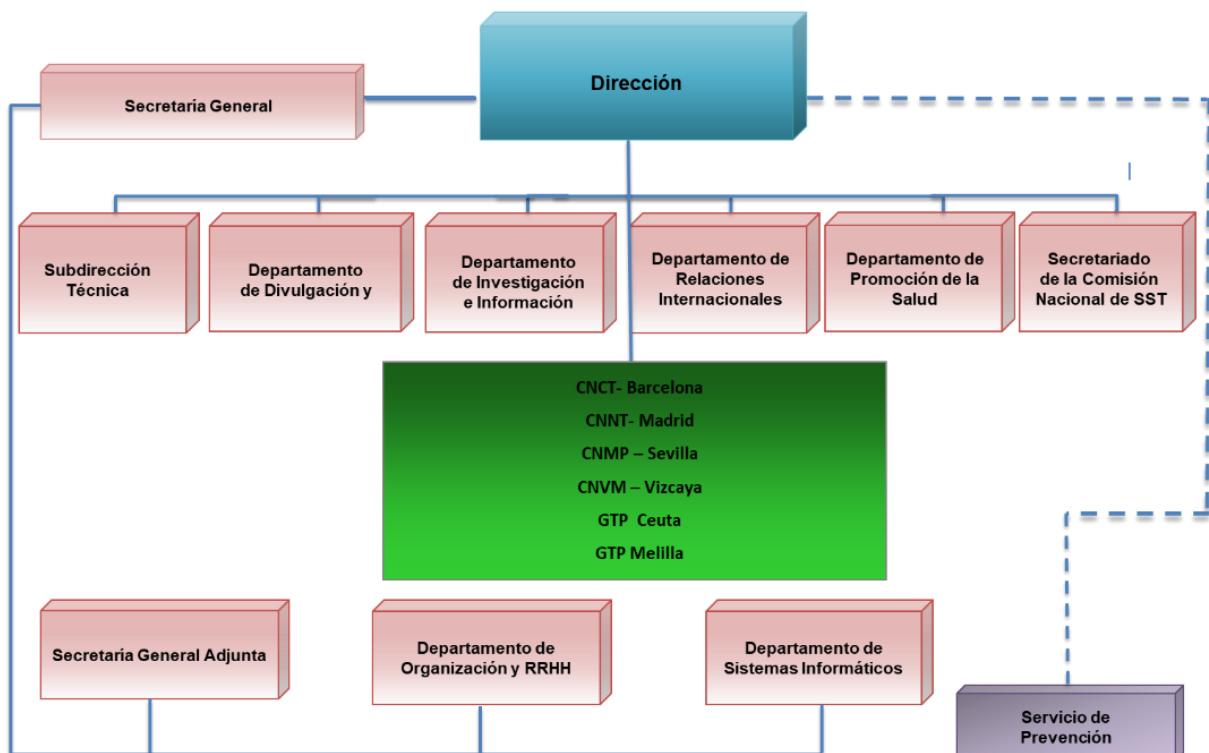 Dirección
Secretaría General
Subdirección
Técnica
Departamento
de Divulgación y
Departamento
de Investigación
e Información
Departamento de
Relaciones
Internacionales
Departamento de
Promoción de la
Salud
Secretariado
de la Comisión
Nacional de SST
CNCT- Barcelona
CNNT- Madrid
CNMP – Sevilla
CNVM – Vizcaya
GTP Ceuta
GTP Melilla
Secretaría General Adjunta
Departamento de
Organización y RRHH
Departamento de
Sistemas Informáticos
Servicio de
Prevención